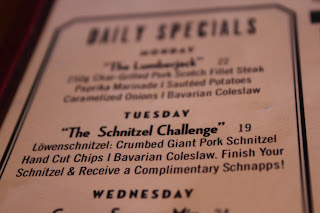 DAILY SPECIALS
MONDAY
"The Lumberjack" 22
250g Char-Grilled Pork Scotch Fillet Steak
Paprika Marinade | Sautéed Potatoes
Caramelized Onions | Bavarian Coleslaw
TUESDAY
"The Schnitzel Challenge" 19
Löwenschnitzel: Crumbed Giant Pork Schnitzel
Hand Cut Chips | Bavarian Coleslaw. Finish Your
Schnitzel & Receive a Complimentary Schnapps!
WEDNESDAY